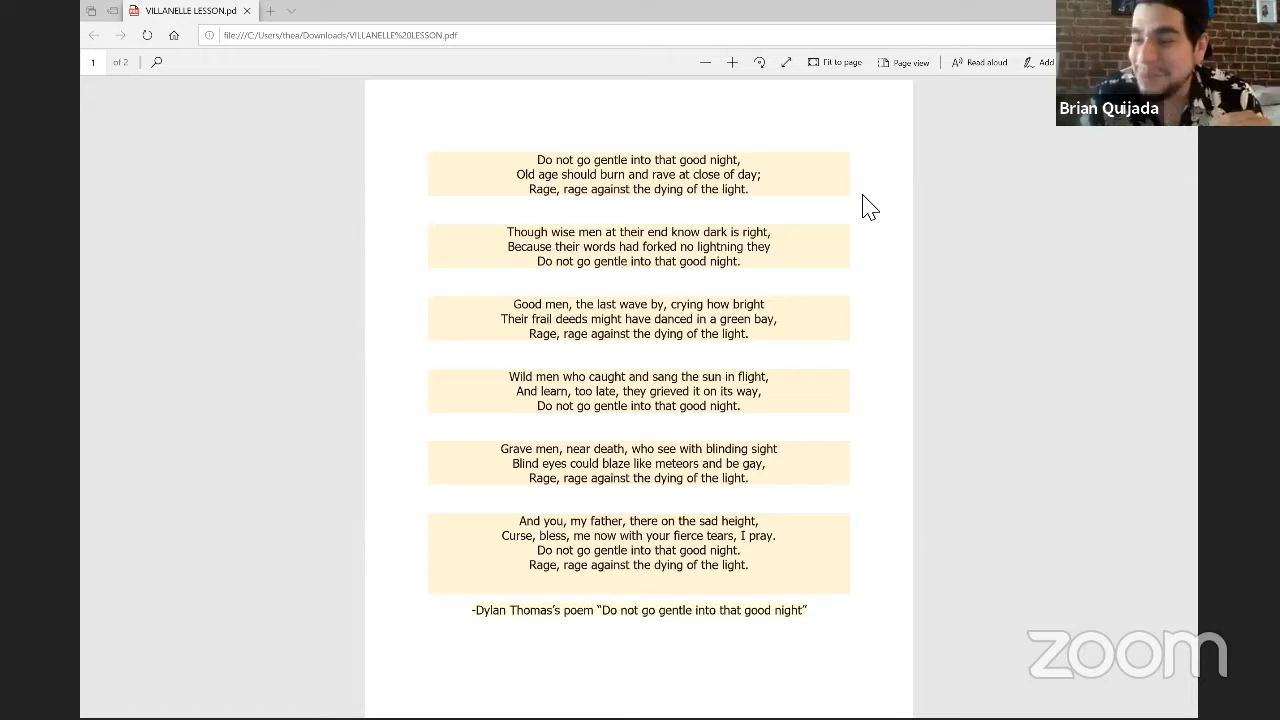 VILLANELLE LESSON.pd
file:///C:/Users/thea/Downloads/VILLANELLE%20LESSON.pdf
1 of 2
Fit to page
Page view
Read aloud
Add
Brian Quijada
Do not go gentle into that good night,
Old age should burn and rave at close of day;
Rage, rage against the dying of the light.
Though wise men at their end know dark is right,
Because their words had forked no lightning they
Do not go gentle into that good night.
Good men, the last wave by, crying how bright
Their frail deeds might have danced in a green bay,
Rage, rage against the dying of the light.
Wild men who caught and sang the sun in flight,
And learn, too late, they grieved it on its way,
Do not go gentle into that good night.
Grave men, near death, who see with blinding sight
Blind eyes could blaze like meteors and be gay,
Rage, rage against the dying of the light.
And you, my father, there on the sad height,
Curse, bless, me now with your fierce tears, I pray.
Do not go gentle into that good night.
Rage, rage against the dying of the light.
-Dylan Thomas's poem “Do not go gentle into that good night”
zoom